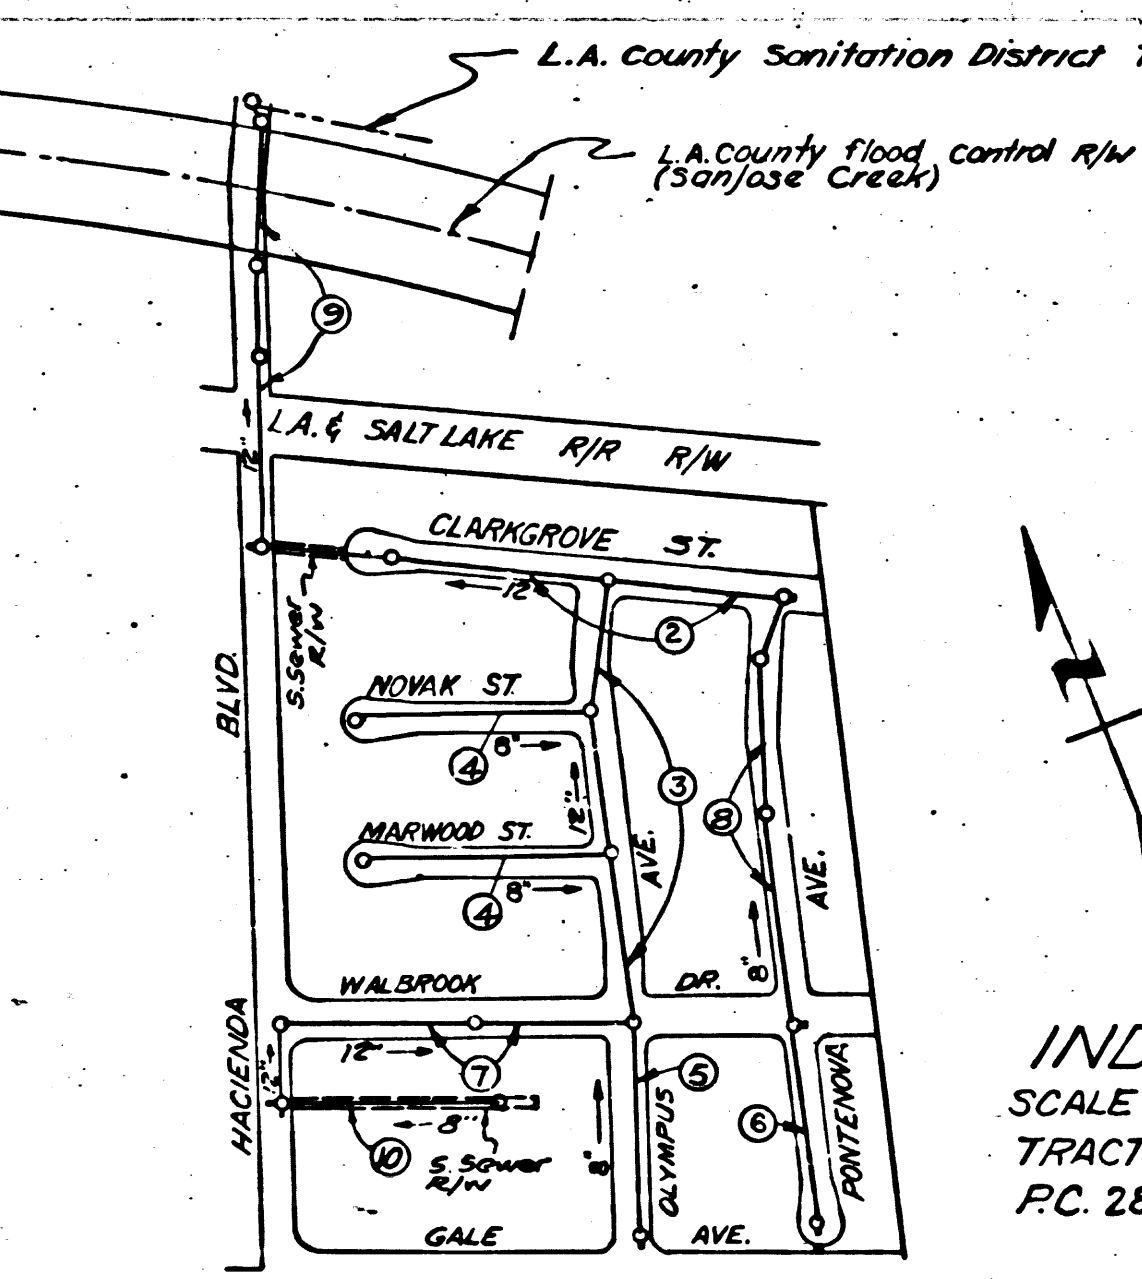 L.A. County Sanitation District
L.A. County flood control R/W
(San Jose Creek)
9
12"
L.A. & SALT LAKE R/R R/W
CLARKGROVE ST.
12"
S. Sewer
R/W
2
BLVD.
NOVAK ST.
8"
4
3
12"
8
MARWOOD ST.
AVE.
AVE.
8"
4
8"
WALBROOK DR.
HACIENDA
12"
12"
7
5
8"
10
S. Sewer
R/W
8"
OLYMPUS
6
PONTENOVA
GALE AVE.
IND
SCALE
TRACT
P.C. 28